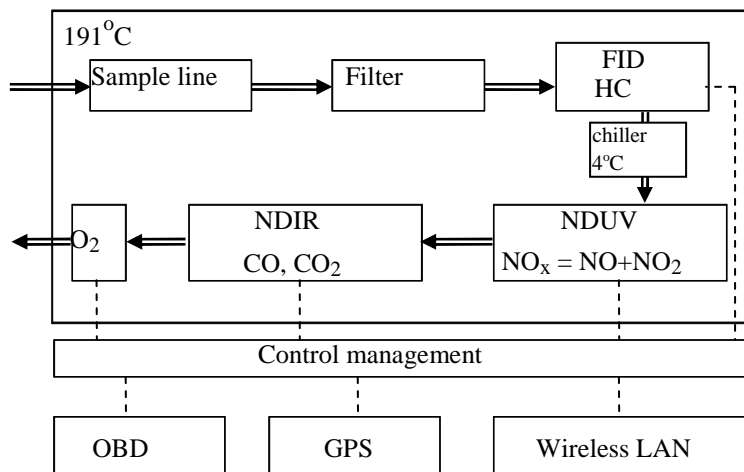 191°C
Sample line
Filter
FID
HC
chiller
4°C
O₂
NDIR
CO, CO₂
NDUV
NOₓ = NO+NO₂
Control management
OBD
GPS
Wireless LAN